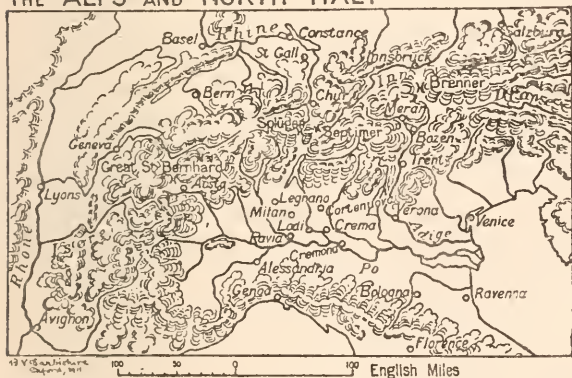 THE ALPS AND NORTH ITALY
Salzburg
Basel
Rhine
Constance
St Gall
Innsbruck
Inn
Brenner
Bern
Chur
Meran
Splügen
Septimer
Bozen
Geneva
Trent
Great St Bernhard
Aosta
Lyons
Legnano
Cortenuova
Verona
Venice
Milan
Lodi
Crema
Adige
Pavia
Cremona
Rhone
Alessandria
Po
Genoa
Bologna
Ravenna
Avignon
Florence
100 50 0 100 English Miles